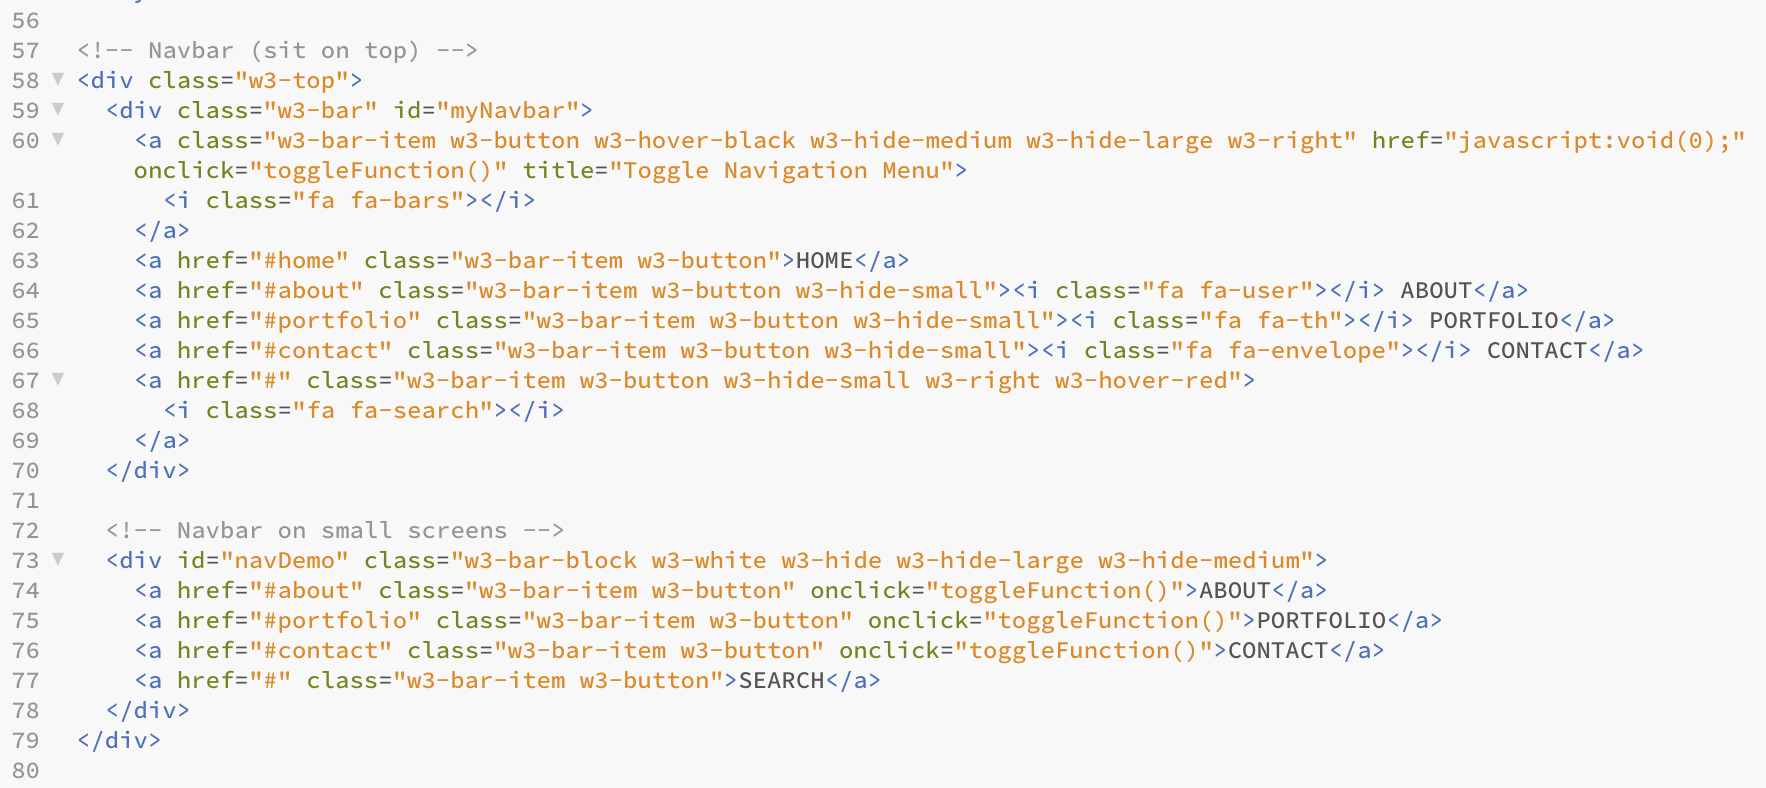 56
57 <!-- Navbar (sit on top) -->
58 <div class="w3-top">
59 <div class="w3-bar" id="myNavbar">
60 <a class="w3-bar-item w3-button w3-hover-black w3-hide-medium w3-hide-large w3-right" href="javascript:void(0);"
onclick="toggleFunction()" title="Toggle Navigation Menu">
61 <i class="fa fa-bars"></i>
62 </a>
63 <a href="#home" class="w3-bar-item w3-button">HOME</a>
64 <a href="#about" class="w3-bar-item w3-button w3-hide-small"><i class="fa fa-user"></i> ABOUT</a>
65 <a href="#portfolio" class="w3-bar-item w3-button w3-hide-small"><i class="fa fa-th"></i> PORTFOLIO</a>
66 <a href="#contact" class="w3-bar-item w3-button w3-hide-small"><i class="fa fa-envelope"></i> CONTACT</a>
67 <a href="#" class="w3-bar-item w3-button w3-hide-small w3-right w3-hover-red">
68 <i class="fa fa-search"></i>
69 </a>
70 </div>
71
72 <!-- Navbar on small screens -->
73 <div id="navDemo" class="w3-bar-block w3-white w3-hide w3-hide-large w3-hide-medium">
74 <a href="#about" class="w3-bar-item w3-button" onclick="toggleFunction()">ABOUT</a>
75 <a href="#portfolio" class="w3-bar-item w3-button" onclick="toggleFunction()">PORTFOLIO</a>
76 <a href="#contact" class="w3-bar-item w3-button" onclick="toggleFunction()">CONTACT</a>
77 <a href="#" class="w3-bar-item w3-button">SEARCH</a>
78 </div>
79 </div>
80